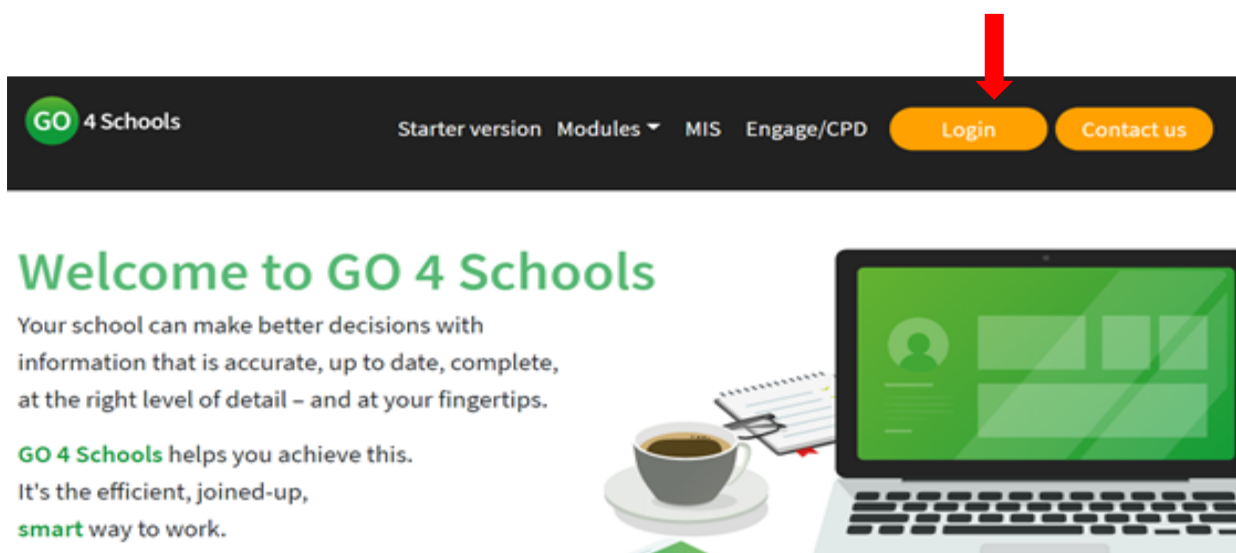 GO 4 Schools
Starter version Modules MIS Engage/CPD Login Contact us
Welcome to GO 4 Schools
Your school can make better decisions with
information that is accurate, up to date, complete,
at the right level of detail – and at your fingertips.
GO 4 Schools helps you achieve this.
It's the efficient, joined-up,
smart way to work.